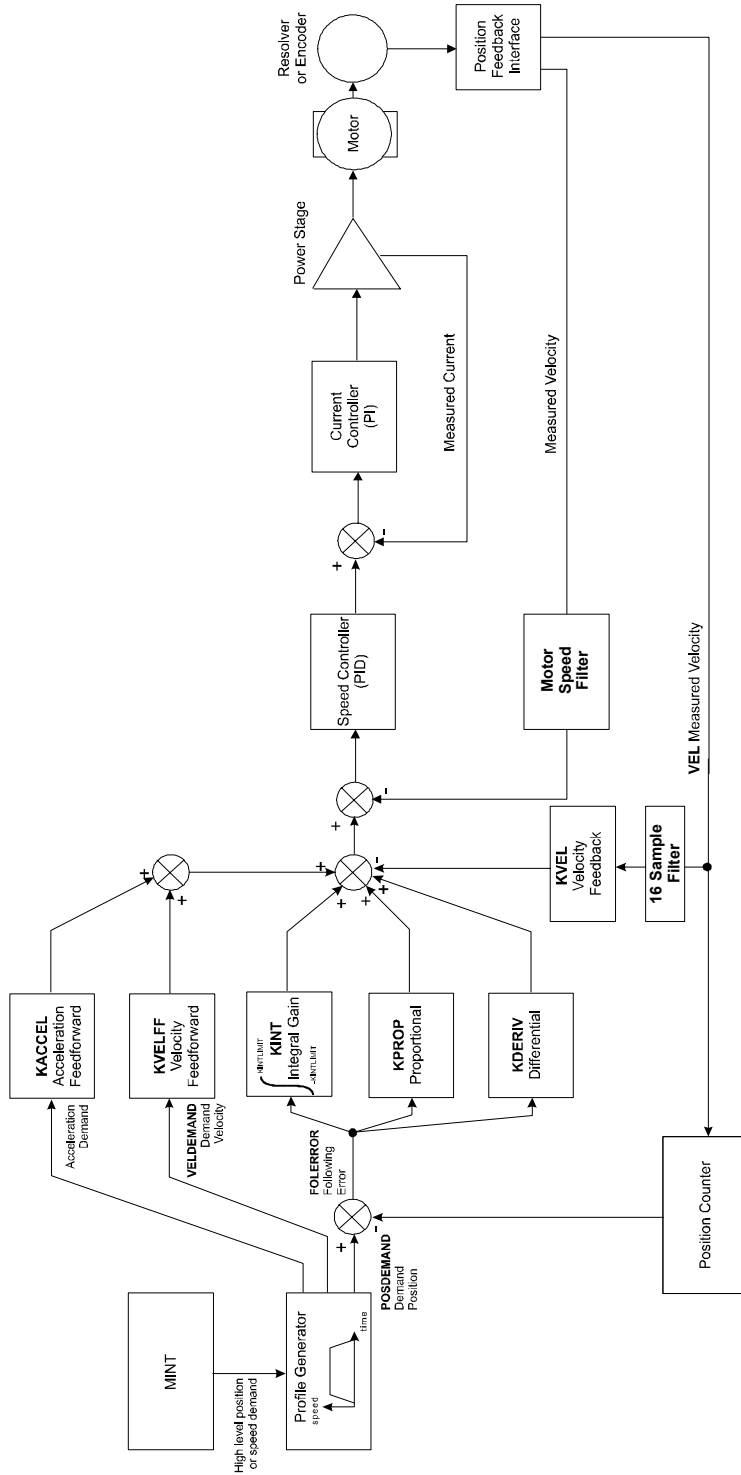 MINT
High level position
or speed demand
Profile Generator
speed
time
Acceleration
Demand
VELDEMAND
Demand
Velocity
POSDEMAND
Demand
Position
+
-
FOLERROR
Following
Error
KACCEL
Acceleration
Feedforward
KVELFF
Velocity
Feedforward
KINTLIMIT
-KINTLIMIT
KINT
Integral Gain
KPROP
Proportional
KDERIV
Differential
Position Counter
+
+
+
+
+
+
-
KVEL
Velocity
Feedback
16 Sample
Filter
+
-
Speed Controller
(PID)
Motor
Speed
Filter
VEL Measured Velocity
+
-
Current
Controller
(PI)
Measured Current
Measured Velocity
Power Stage
Motor
Resolver
or Encoder
Position
Feedback
Interface